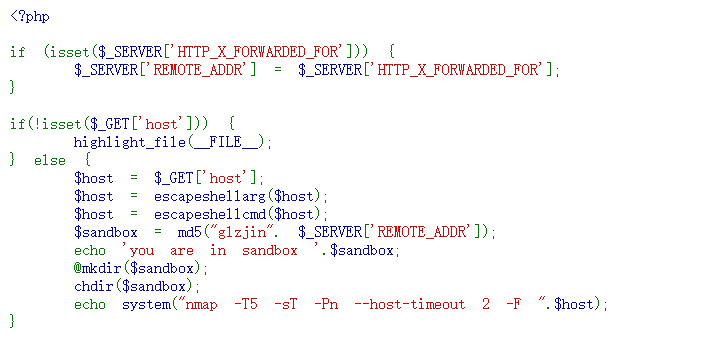 <?php
if (isset($_SERVER['HTTP_X_FORWARDED_FOR'])) {
$_SERVER['REMOTE_ADDR'] = $_SERVER['HTTP_X_FORWARDED_FOR'];
}
if(!isset($_GET['host'])) {
highlight_file(__FILE__);
} else {
$host = $_GET['host'];
$host = escapeshellarg($host);
$host = escapeshellcmd($host);
$sandbox = md5("glzjin". $_SERVER['REMOTE_ADDR']);
echo 'you are in sandbox '.$sandbox;
@mkdir($sandbox);
chdir($sandbox);
echo system("nmap -T5 -sT -Pn --host-timeout 2 -F ".$host);
}